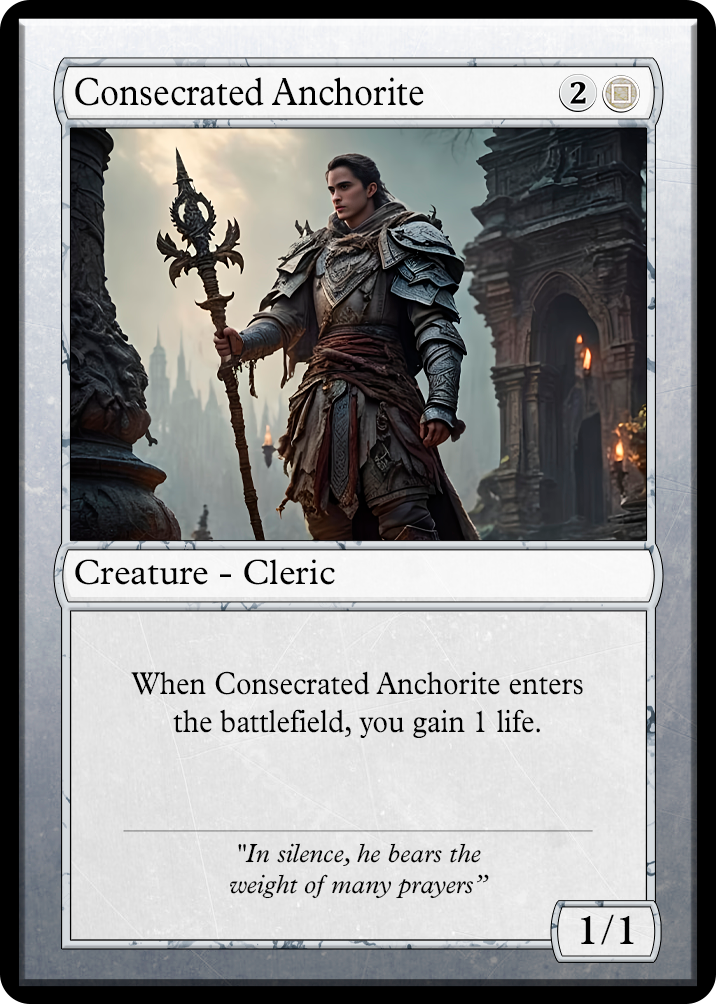 Consecrated Anchorite 2
Creature - Cleric
When Consecrated Anchorite enters
the battlefield, you gain 1 life.
"In silence, he bears the
weight of many prayers”
1/1